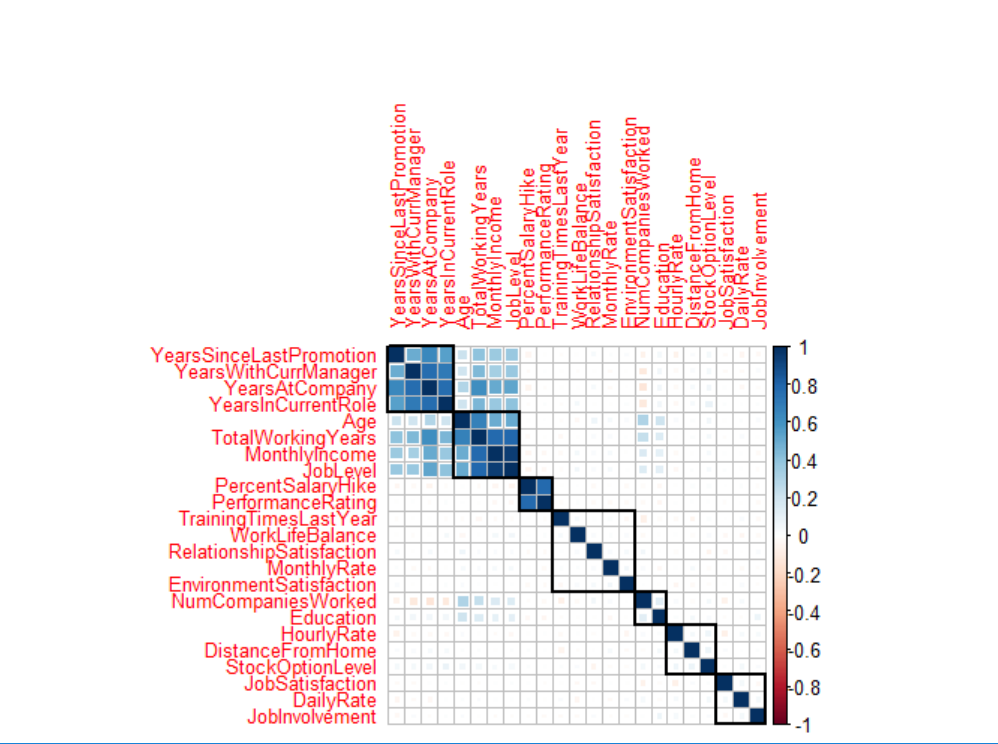 YearsSinceLastPromotion
YearsWithCurrManager
YearsAtCompany
YearsInCurrentRole
Age
TotalWorkingYears
MonthlyIncome
JobLevel
PercentSalaryHike
PerformanceRating
TrainingTimesLastYear
WorkLifeBalance
RelationshipSatisfaction
MonthlyRate
EnvironmentSatisfaction
NumCompaniesWorked
Education
HourlyRate
DistanceFromHome
StockOptionLevel
JobSatisfaction
DailyRate
JobInvolvement
YearsSinceLastPromotion
YearsWithCurrManager
YearsAtCompany
YearsInCurrentRole
Age
TotalWorkingYears
MonthlyIncome
JobLevel
PercentSalaryHike
PerformanceRating
TrainingTimesLastYear
WorkLifeBalance
RelationshipSatisfaction
MonthlyRate
EnvironmentSatisfaction
NumCompaniesWorked
Education
HourlyRate
DistanceFromHome
StockOptionLevel
JobSatisfaction
DailyRate
JobInvolvement
1
0.8
0.6
0.4
0.2
0
-0.2
-0.4
-0.6
-0.8
-1